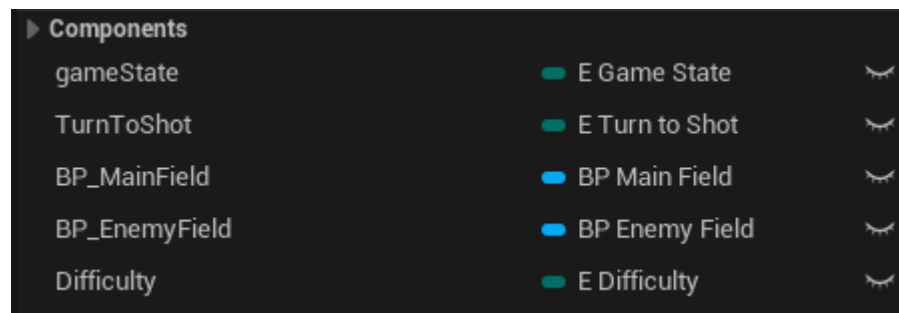 Components
gameState E Game State
TurnToShot E Turn to Shot
BP_MainField BP Main Field
BP_EnemyField BP Enemy Field
Difficulty E Difficulty